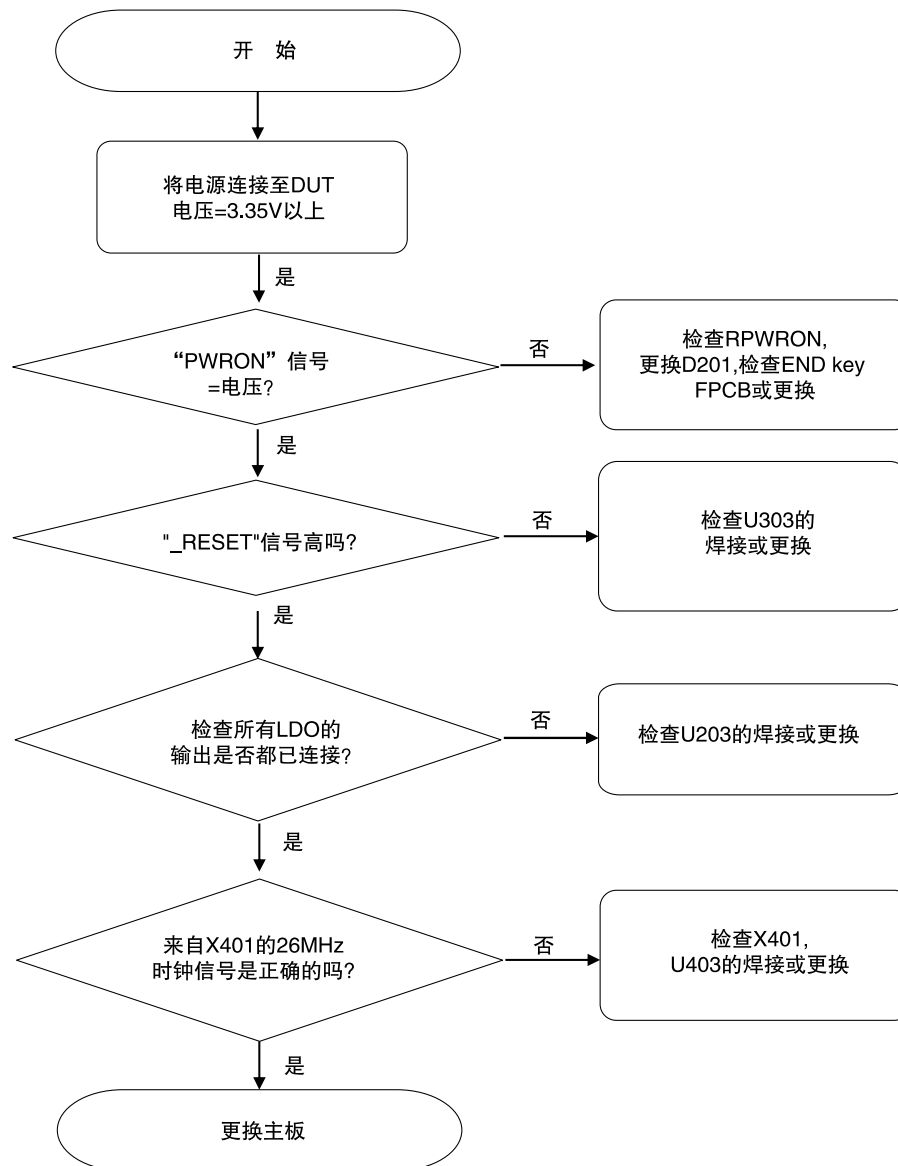 开 始
将电源连接至DUT
电压=3.35V以上
是
“PWRON”信号
=电压?
否
检查RPWRON,
更换D201,检查END key
FPCB或更换
是
"_RESET"信号高吗?
否
检查U303的
焊接或更换
是
检查所有LDO的
输出是否都已连接?
否
检查U203的焊接或更换
是
来自X401的26MHz
时钟信号是正确的吗?
否
检查X401,
U403的焊接或更换
是
更换主板